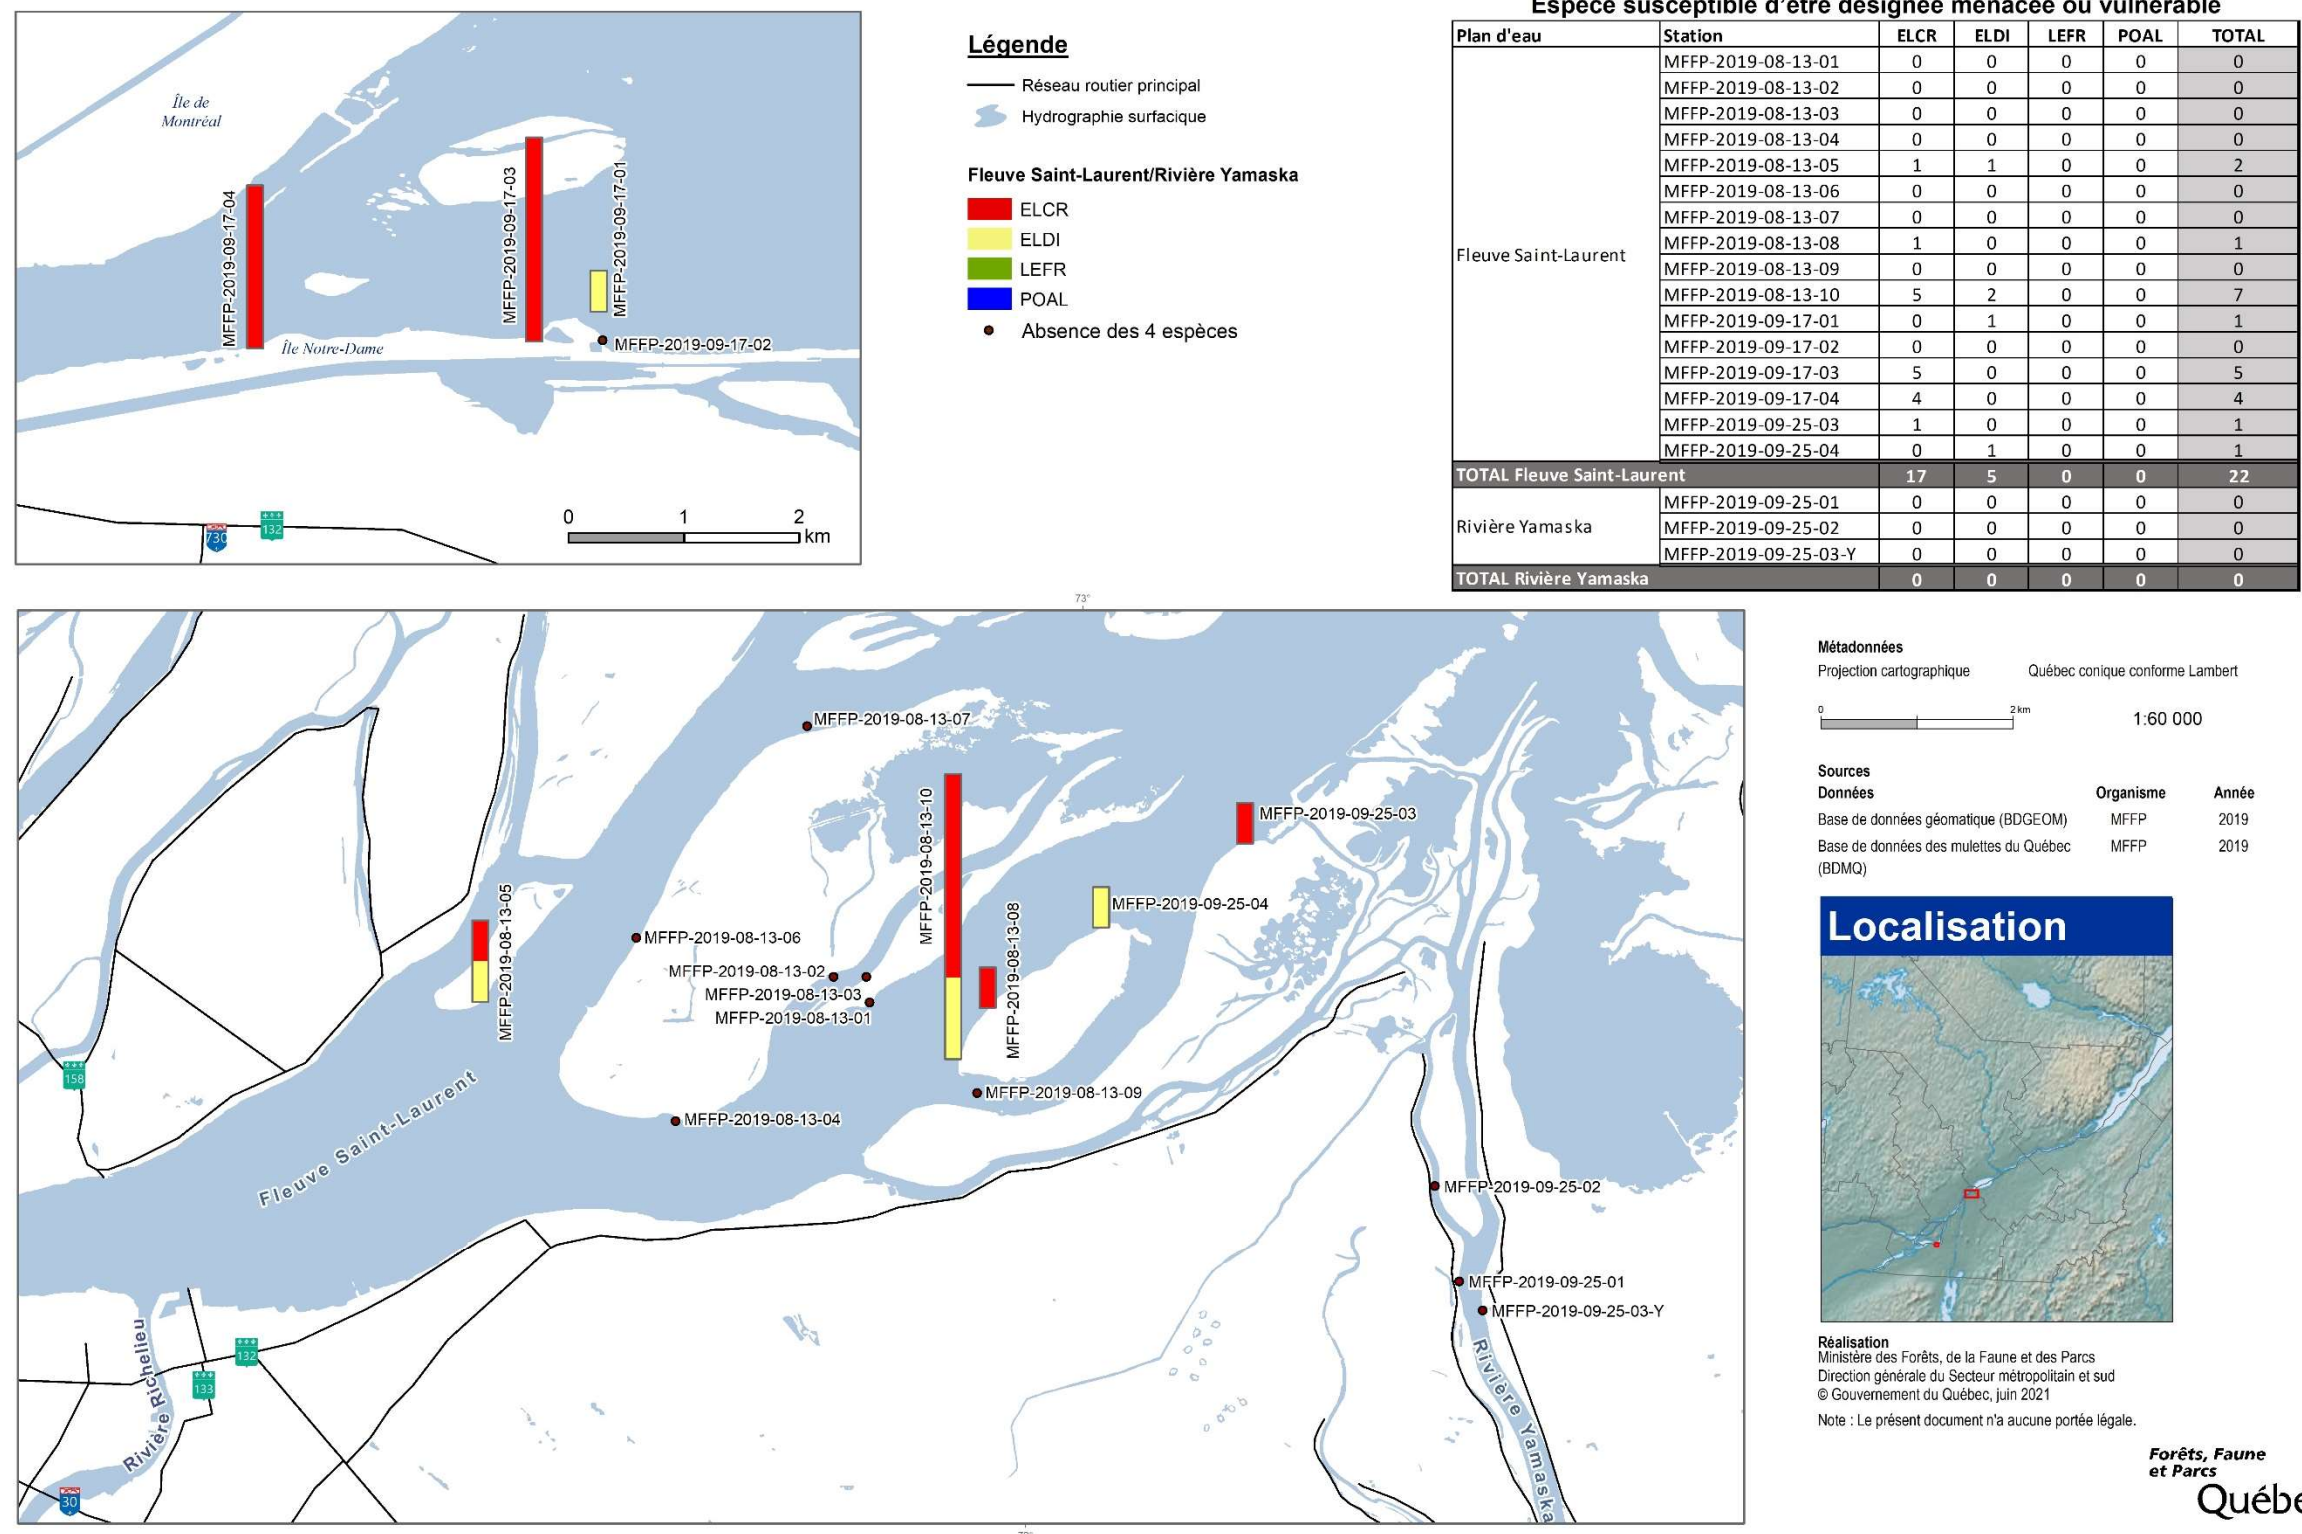 Île de
Montréal
MFFP-2019-09-17-04
MFFP-2019-09-17-03
MFFP-2019-09-17-01
MFFP-2019-09-17-02
Île Notre-Dame
730
132
0 1 2
km
Légende
Réseau routier principal
Hydrographie surfacique
Fleuve Saint-Laurent/Rivière Yamaska
ELCR
ELDI
LEFR
POAL
Absence des 4 espèces
Espèce susceptible d'être désignée menacée ou vulnérable
Plan d'eau Station ELCR ELDI LEFR POAL TOTAL
MFFP-2019-08-13-01 0 0 0 0 0
MFFP-2019-08-13-02 0 0 0 0 0
MFFP-2019-08-13-03 0 0 0 0 0
MFFP-2019-08-13-04 0 0 0 0 0
MFFP-2019-08-13-05 1 1 0 0 2
MFFP-2019-08-13-06 0 0 0 0 0
MFFP-2019-08-13-07 0 0 0 0 0
MFFP-2019-08-13-08 1 0 0 0 1
Fleuve Saint-Laurent
MFFP-2019-08-13-09 0 0 0 0 0
MFFP-2019-08-13-10 5 2 0 0 7
MFFP-2019-09-17-01 0 1 0 0 1
MFFP-2019-09-17-02 0 0 0 0 0
MFFP-2019-09-17-03 5 0 0 0 5
MFFP-2019-09-17-04 4 0 0 0 4
MFFP-2019-09-25-03 1 0 0 0 1
MFFP-2019-09-25-04 0 1 0 0 1
TOTAL Fleuve Saint-Laurent 17 5 0 0 22
MFFP-2019-09-25-01 0 0 0 0 0
Rivière Yamaska MFFP-2019-09-25-02 0 0 0 0 0
MFFP-2019-09-25-03-Y 0 0 0 0 0
TOTAL Rivière Yamaska 0 0 0 0 0
73°
MFFP-2019-08-13-07
MFFP-2019-08-13-10
MFFP-2019-09-25-03
MFFP-2019-08-13-05
MFFP-2019-09-25-04
MFFP-2019-08-13-08
MFFP-2019-08-13-06
MFFP-2019-08-13-02
MFFP-2019-08-13-03
MFFP-2019-08-13-01
158
MFFP-2019-08-13-09
MFFP-2019-08-13-04
Fleuve Saint-Laurent
MFFP-2019-09-25-02
MFFP-2019-09-25-01
MFFP-2019-09-25-03-Y
Rivière Richelieu
132
133
30
Rivière Yamaska
Métadonnées
Projection cartographique Québec conique conforme Lambert
0 2 km
1:60 000
Sources
Données Organisme Année
Base de données géomatique (BDGEOM) MFFP 2019
Base de données des mulettes du Québec MFFP 2019
(BDMQ)
Localisation
Réalisation
Ministère des Forêts, de la Faune et des Parcs
Direction générale du Secteur métropolitain et sud
© Gouvernement du Québec, juin 2021
Note : Le présent document n'a aucune portée légale.
Forêts, Faune
et Parcs
Québe